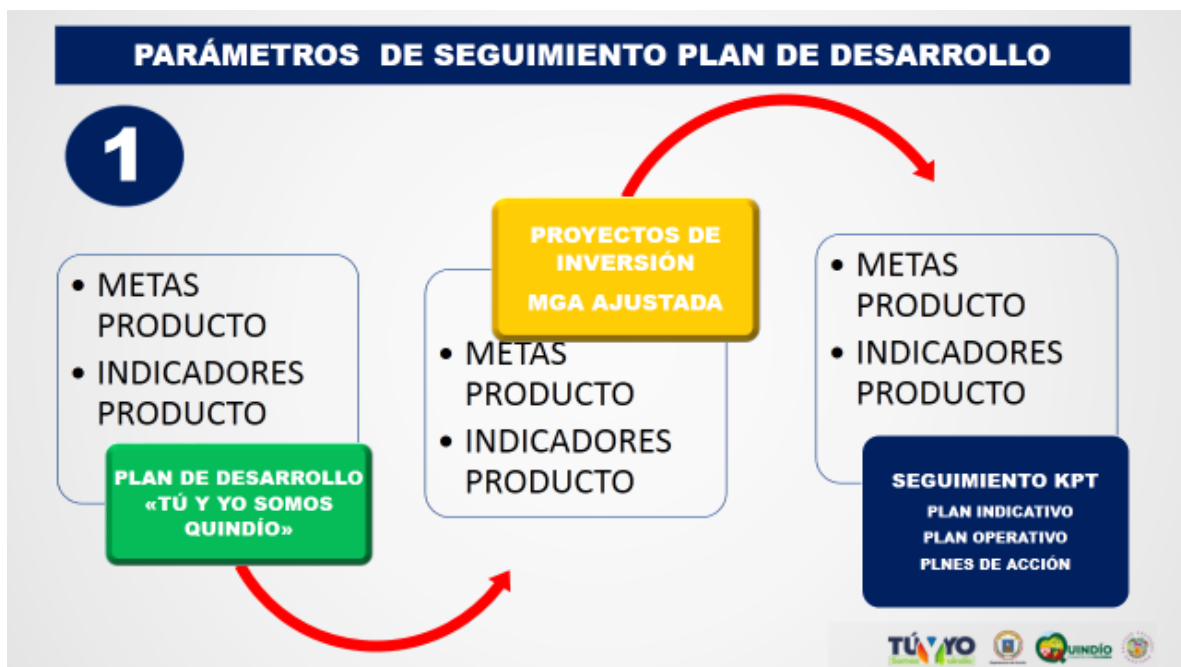 PARÁMETROS DE SEGUIMIENTO PLAN DE DESARROLLO
1
• METAS
PRODUCTO
• INDICADORES
PRODUCTO
PLAN DE DESARROLLO
«TÚ Y YO SOMOS
QUINDÍO»
PROYECTOS DE
INVERSIÓN
MGA AJUSTADA
• METAS
PRODUCTO
• INDICADORES
PRODUCTO
• METAS
PRODUCTO
• INDICADORES
PRODUCTO
SEGUIMIENTO KPT
PLAN INDICATIVO
PLAN OPERATIVO
PLNES DE ACCIÓN
TÚ Y YO
QUINDÍO